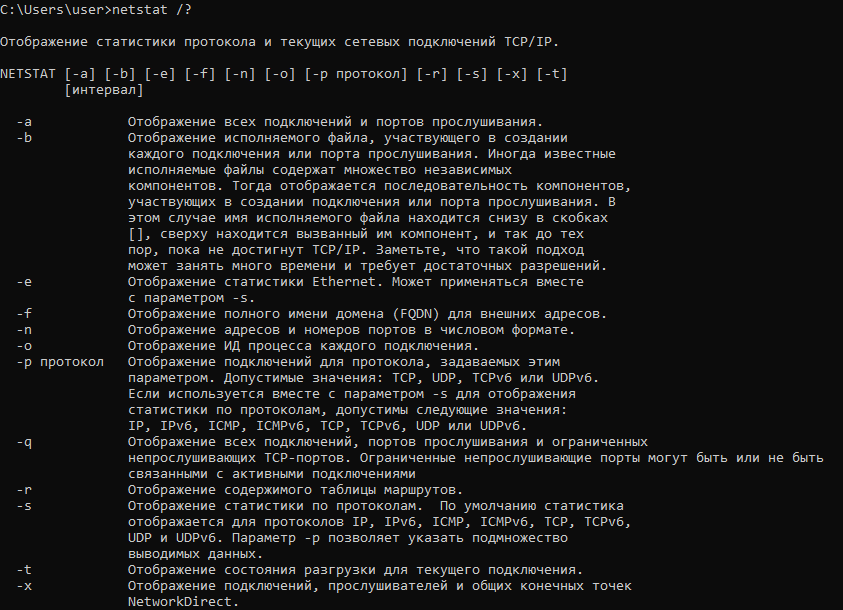 C:\Users\user>netstat /?
Отображение статистики протокола и текущих сетевых подключений TCP/IP.
NETSTAT [-a] [-b] [-e] [-f] [-n] [-o] [-p протокол] [-r] [-s] [-x] [-t]
[интервал]
-a Отображение всех подключений и портов прослушивания.
-b Отображение исполняемого файла, участвующего в создании
каждого подключения или порта прослушивания. Иногда известные
исполняемые файлы содержат множество независимых
компонентов. Тогда отображается последовательность компонентов,
участвующих в создании подключения или порта прослушивания. В
этом случае имя исполняемого файла находится снизу в скобках
[], сверху находится вызванный им компонент, и так до тех
пор, пока не достигнут TCP/IP. Заметьте, что такой подход
может занять много времени и требует достаточных разрешений.
-e Отображение статистики Ethernet. Может применяться вместе
с параметром -s.
-f Отображение полного имени домена (FQDN) для внешних адресов.
-n Отображение адресов и номеров портов в числовом формате.
-o Отображение ИД процесса каждого подключения.
-p протокол Отображение подключений для протокола, задаваемых этим
параметром. Допустимые значения: TCP, UDP, TCPv6 или UDPv6.
Если используется вместе с параметром -s для отображения
статистики по протоколам, допустимы следующие значения:
IP, IPv6, ICMP, ICMPv6, TCP, TCPv6, UDP или UDPv6.
-q Отображение всех подключений, портов прослушивания и ограниченных
непрослушивающих TCP-портов. Ограниченные непрослушивающие порты могут быть или не быть
связанными с активными подключениями
-r Отображение содержимого таблицы маршрутов.
-s Отображение статистики по протоколам. По умолчанию статистика
отображается для протоколов IP, IPv6, ICMP, ICMPv6, TCP, TCPv6,
UDP и UDPv6. Параметр -p позволяет указать подмножество
выводимых данных.
-t Отображение состояния разгрузки для текущего подключения.
-x Отображение подключений, прослушивателей и общих конечных точек
NetworkDirect.